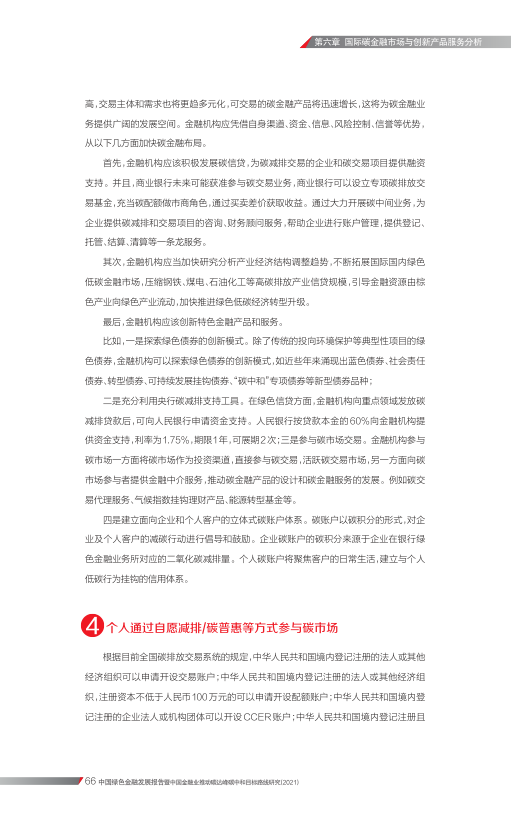 第六章 国际碳金融市场与创新产品服务分析
高，交易主体和需求也将更趋多元化，可交易的碳金融产品将迅速增长，这将为碳金融业
务提供广阔的发展空间。金融机构应凭借自身渠道、资金、信息、风险控制、信誉等优势，
从以下几方面加快碳金融布局。
首先，金融机构应该积极发展碳信贷，为碳减排交易的企业和碳交易项目提供融资
支持。并且，商业银行未来可能获准参与碳交易业务，商业银行可以设立专项碳排放交
易基金，充当碳配额做市商角色，通过买卖差价获取收益。通过大力开展碳中间业务，为
企业提供碳减排和交易项目的咨询、财务顾问服务，帮助企业进行账户管理，提供登记、
托管、结算、清算等一条龙服务。
其次，金融机构应当加快研究分析产业经济结构调整趋势，不断拓展国际国内绿色
低碳金融市场，压缩钢铁、煤电、石油化工等高碳排放产业信贷规模，引导金融资源由棕
色产业向绿色产业流动，加快推进绿色低碳经济转型升级。
最后，金融机构应该创新特色金融产品和服务。
比如，一是探索绿色债券的创新模式。除了传统的投向环境保护等典型性项目的绿
色债券，金融机构可以探索绿色债券的创新模式，如近些年来涌现出蓝色债券、社会责任
债券、转型债券、可持续发展挂钩债券、“碳中和”专项债券等新型债券品种；
二是充分利用央行碳减排支持工具。在绿色信贷方面，金融机构向重点领域发放碳
减排贷款后，可向人民银行申请资金支持。人民银行按贷款本金的60%向金融机构提
供资金支持，利率为1.75%，期限1年，可展期2次；三是参与碳市场交易。金融机构参与
碳市场一方面将碳市场作为投资渠道，直接参与碳交易，活跃碳交易市场，另一方面向碳
市场参与者提供金融中介服务，推动碳金融产品的设计和碳金融服务的发展。例如碳交
易代理服务、气候指数挂钩理财产品、能源转型基金等。
四是建立面向企业和个人客户的立体式碳账户体系。碳账户以碳积分的形式，对企
业及个人客户的减碳行动进行倡导和鼓励。企业碳账户的碳积分来源于企业在银行绿
色金融业务所对应的二氧化碳减排量。个人碳账户将聚焦客户的日常生活，建立与个人
低碳行为挂钩的信用体系。
4 个人通过自愿减排/碳普惠等方式参与碳市场
根据目前全国碳排放交易系统的规定，中华人民共和国境内登记注册的法人或其他
经济组织可以申请开设交易账户；中华人民共和国境内登记注册的法人或其他经济组
织，注册资本不低于人民币100万元的可以申请开设配额账户；中华人民共和国境内登
记注册的企业法人或机构团体可以开设CCER账户；中华人民共和国境内登记注册且
66 中国绿色金融发展报告暨中国金融业推动碳达峰碳中和目标路线研究(2021)